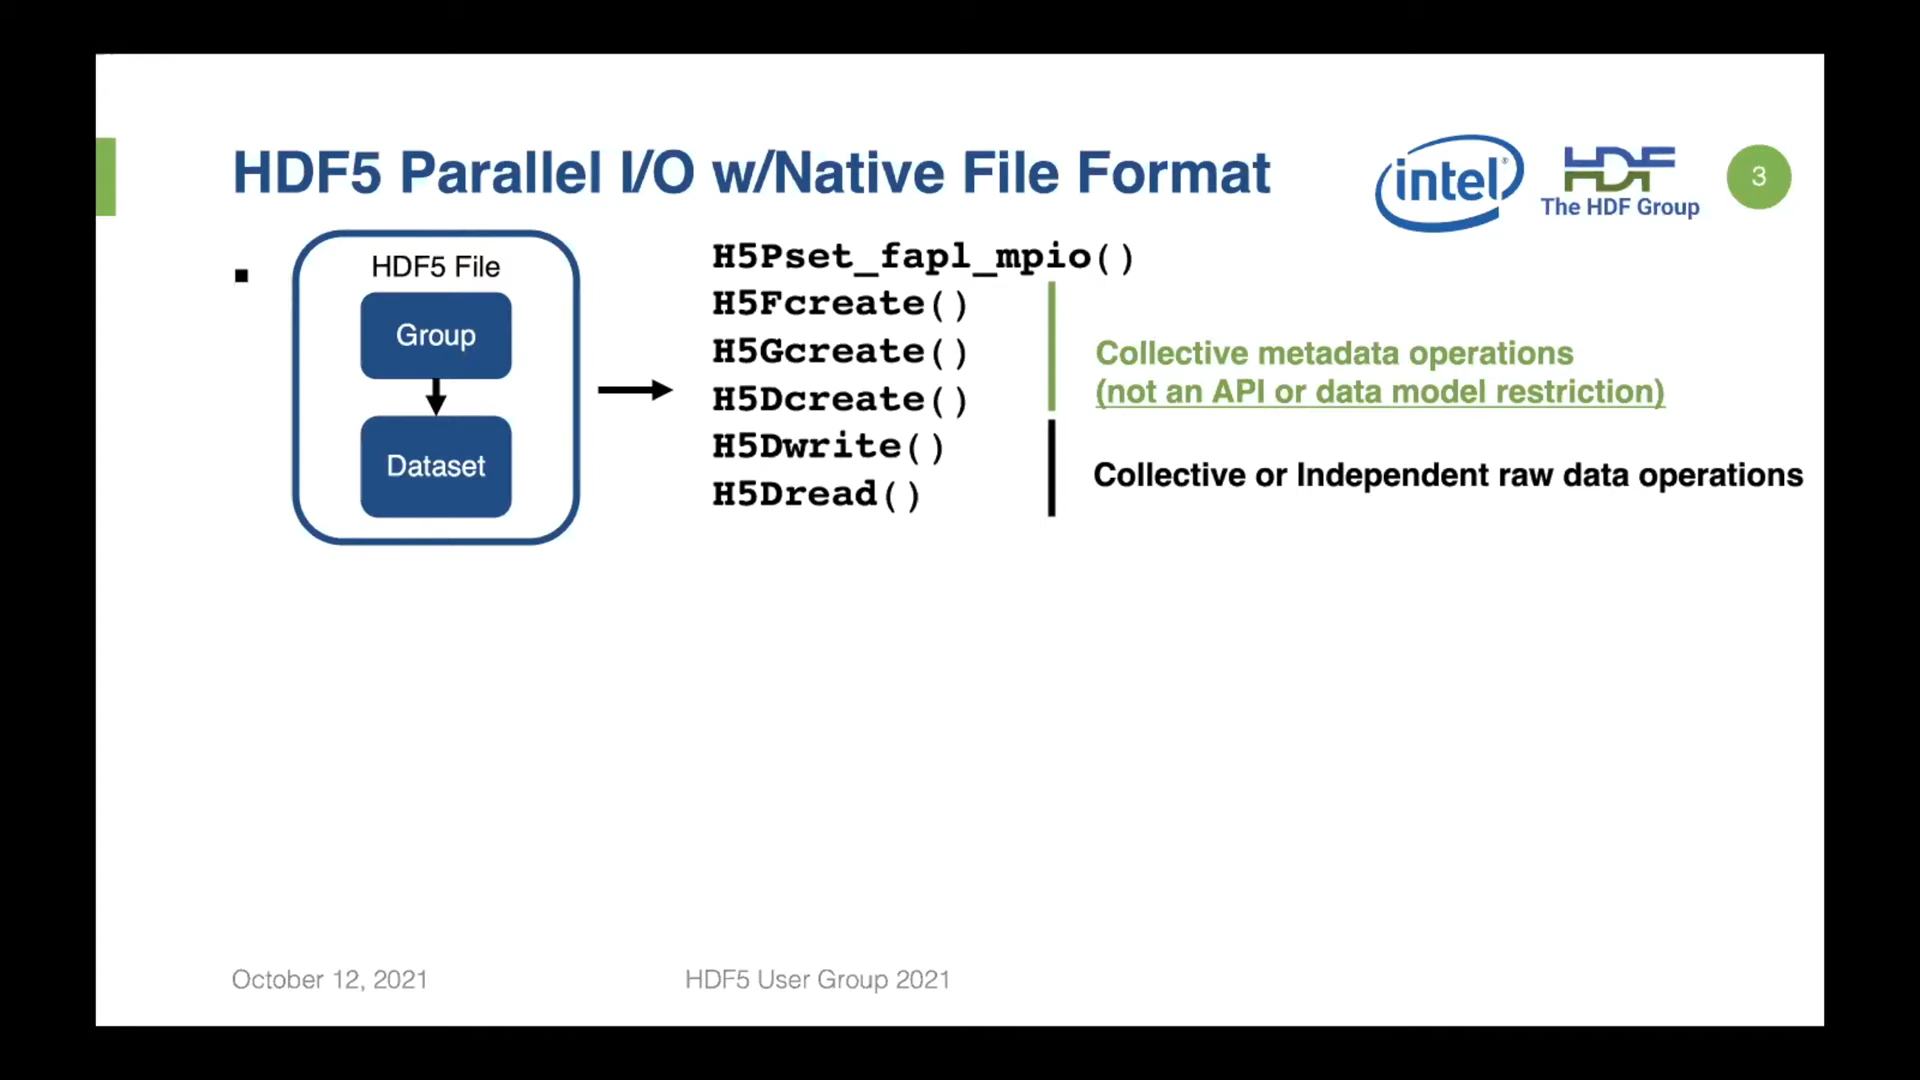 HDF5 Parallel I/O w/Native File Format
intel®
HDF
The HDF Group
3
HDF5 File
Group
Dataset
H5Pset_fapl_mpio()
H5Fcreate()
H5Gcreate()
H5Dcreate()
H5Dwrite()
H5Dread()
Collective metadata operations
(not an API or data model restriction)
Collective or Independent raw data operations
October 12, 2021
HDF5 User Group 2021